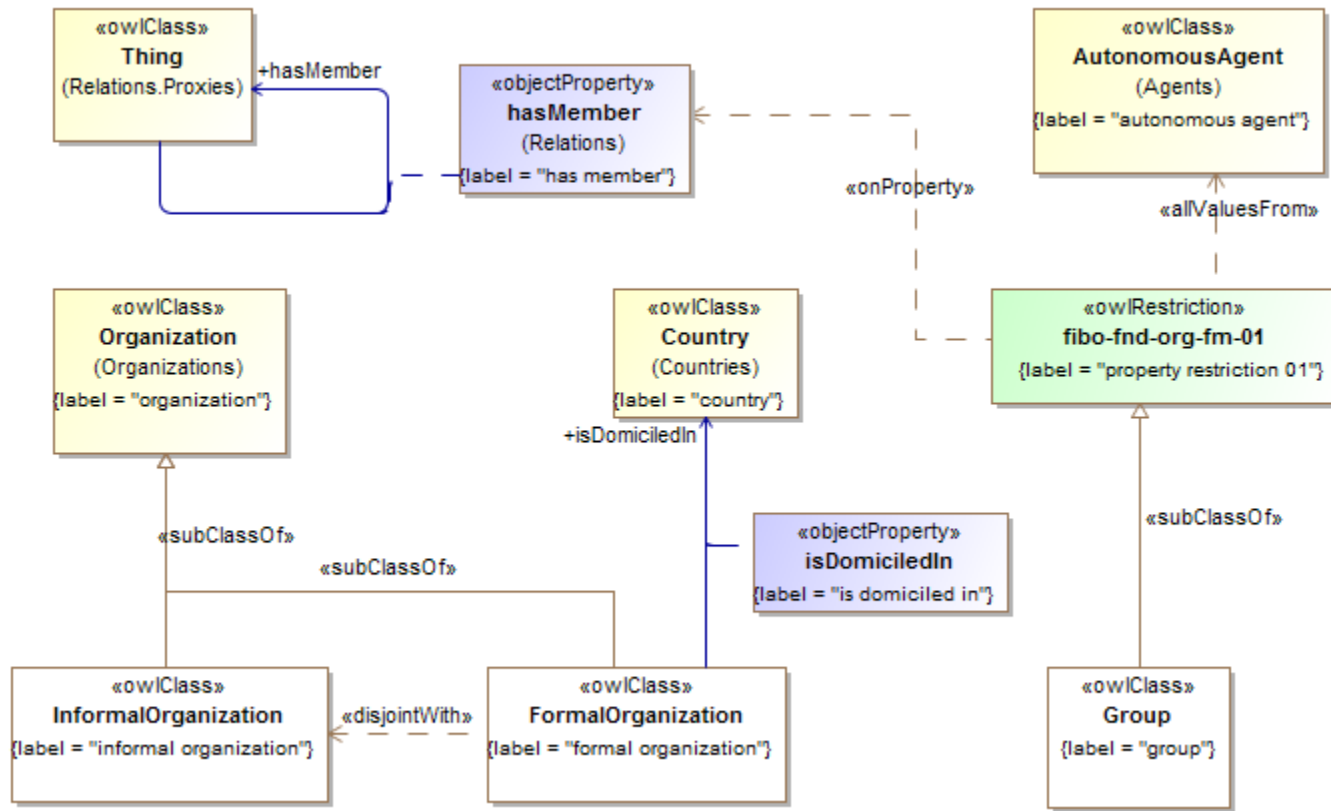 «owlClass»
Thing
(Relations.Proxies)
+hasMember
«objectProperty»
hasMember
(Relations)
{label = "has member"}
«owlClass»
AutonomousAgent
(Agents)
{label = "autonomous agent"}
«onProperty»
«allValuesFrom»
«owlClass»
Organization
(Organizations)
{label = "organization"}
«owlClass»
Country
(Countries)
{label = "country"}
«owlRestriction»
fibo-fnd-org-fm-01
{label = "property restriction 01"}
+isDomiciledIn
«subClassOf»
«subClassOf»
«objectProperty»
isDomiciledIn
{label = "is domiciled in"}
«subClassOf»
«owlClass»
InformalOrganization
{label = "informal organization"}
«disjointWith»
«owlClass»
FormalOrganization
{label = "formal organization"}
«owlClass»
Group
{label = "group"}